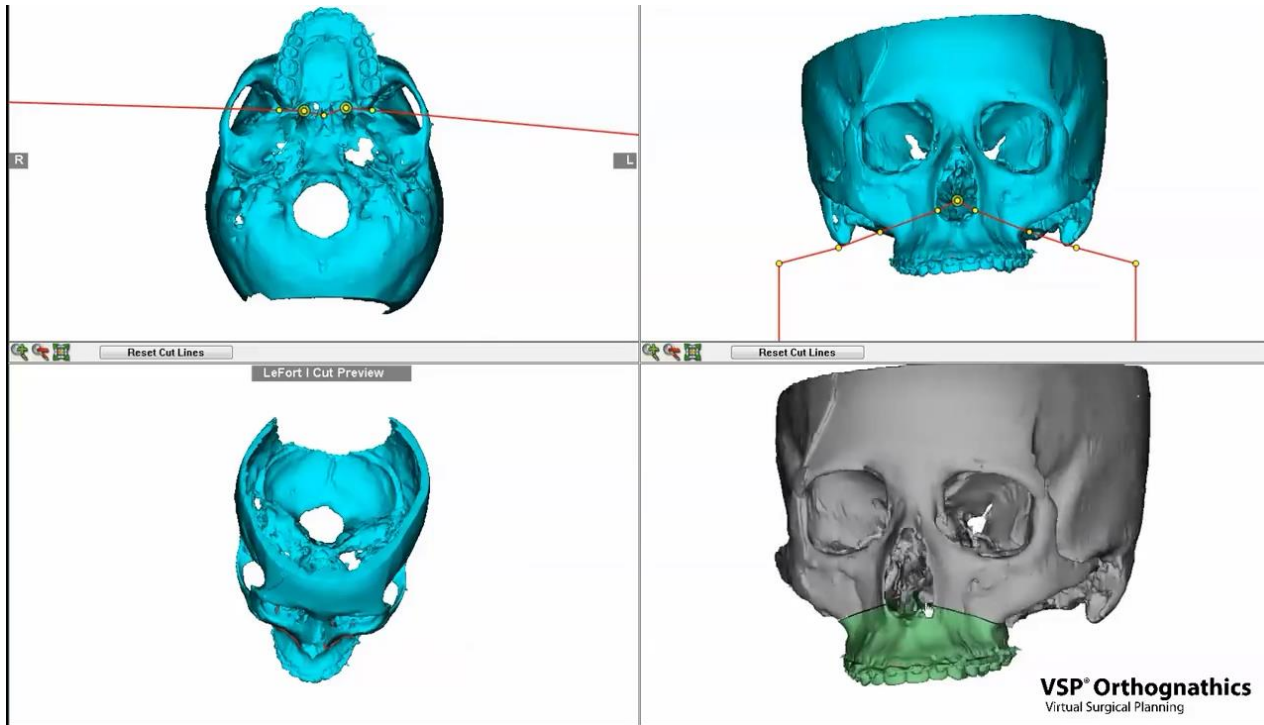 R
L
Reset Cut Lines
Reset Cut Lines
LeFort I Cut Preview
VSP® Orthognathics
Virtual Surgical Planning